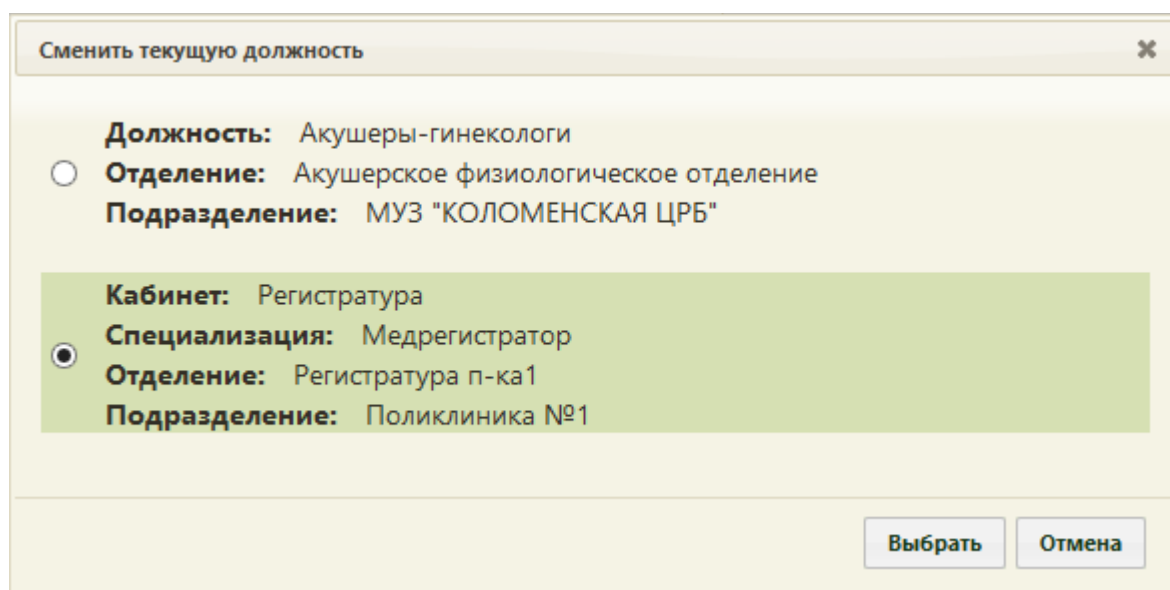 Сменить текущую должность
Должность: Акушеры-гинекологи
Отделение: Акушерское физиологическое отделение
Подразделение: МУЗ "КОЛОМЕНСКАЯ ЦРБ"
Кабинет: Регистратура
Специализация: Медрегистратор
Отделение: Регистратура п-ка1
Подразделение: Поликлиника №1
Выбрать Отмена